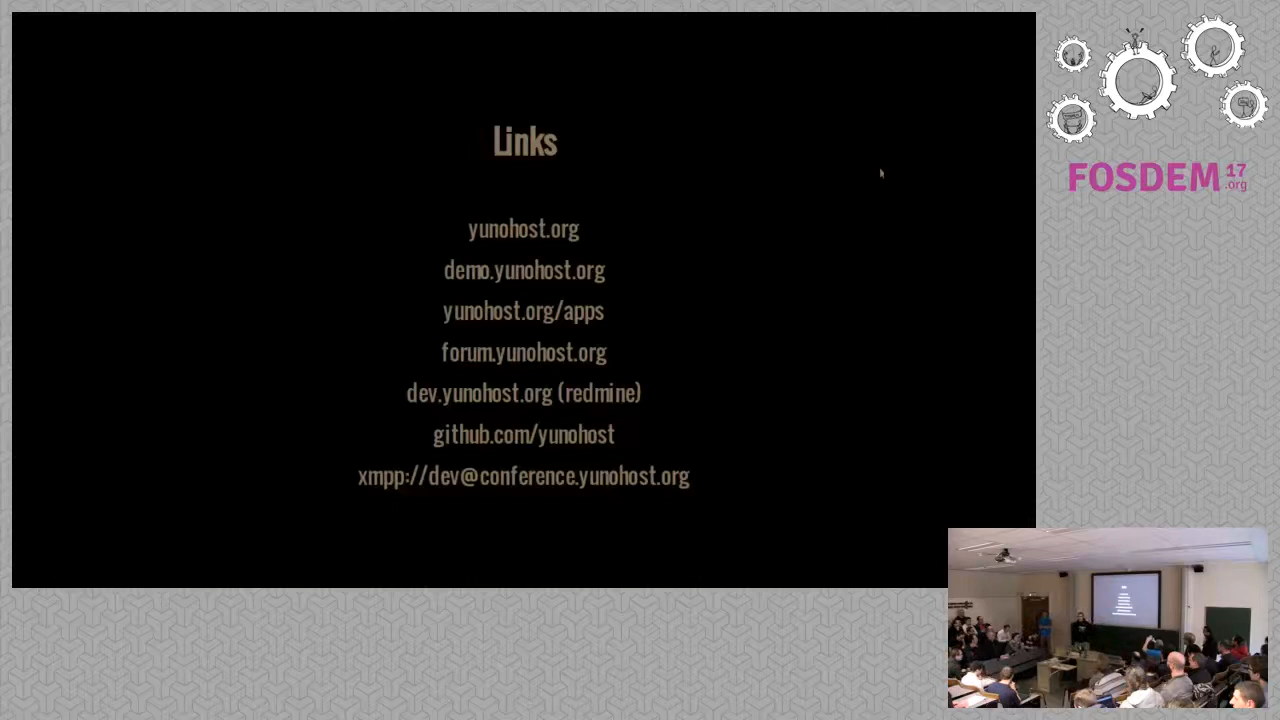 Links
yunohost.org
demo.yunohost.org
yunohost.org/apps
forum.yunohost.org
dev.yunohost.org (redmine)
github.com/yunohost
xmpp://dev@conference.yunohost.org
FOSDEM 17
.org